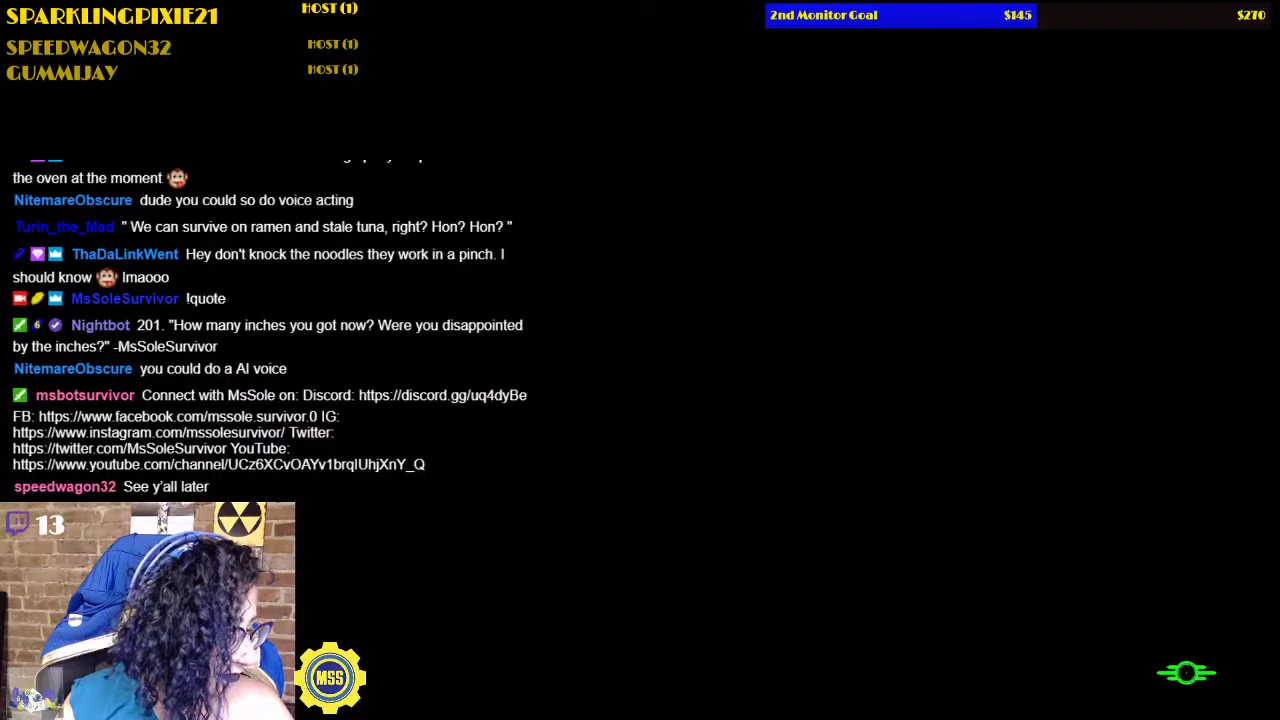 SPARKLINGPIXIE21 HOST (1)
SPEEDWAGON32 HOST (1)
GUMMIJAY HOST (1)
2nd Monitor Goal $145 $270
the oven at the moment
NitemareObscure dude you could so do voice acting
Turin_the_Mad " We can survive on ramen and stale tuna, right? Hon? Hon? "
ThaDaLinkWent Hey don't knock the noodles they work in a pinch. I
should know lmaooo
MsSoleSurvivor !quote
6 Nightbot 201. "How many inches you got now? Were you disappointed
by the inches?" -MsSoleSurvivor
NitemareObscure you could do a AI voice
msbotsurvivor Connect with MsSole on: Discord: https://discord.gg/uq4dyBe
FB: https://www.facebook.com/mssole.survivor.0 IG:
https://www.instagram.com/mssolesurvivor/ Twitter:
https://twitter.com/MsSoleSurvivor YouTube:
https://www.youtube.com/channel/UCz6XCvOAYv1brqIUhjXnY_Q
speedwagon32 See y'all later
13
MSS